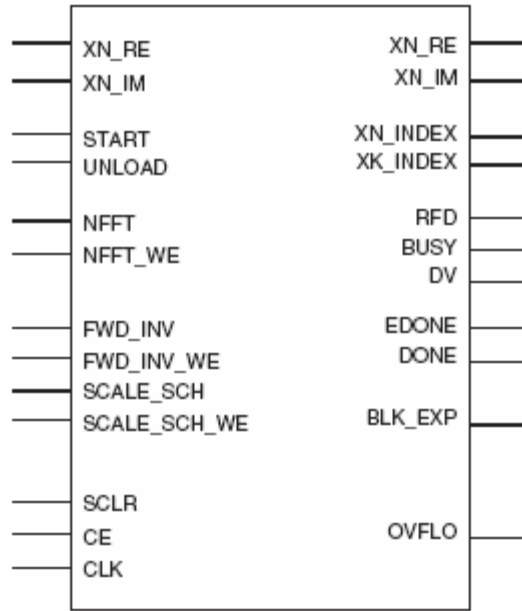 XN_RE
XN_IM
START
UNLOAD
NFFT
NFFT_WE
FWD_INV
FWD_INV_WE
SCALE_SCH
SCALE_SCH_WE
SCLR
CE
CLK
XN_RE
XN_IM
XN_INDEX
XK_INDEX
RFD
BUSY
DV
EDONE
DONE
BLK_EXP
OVFLO